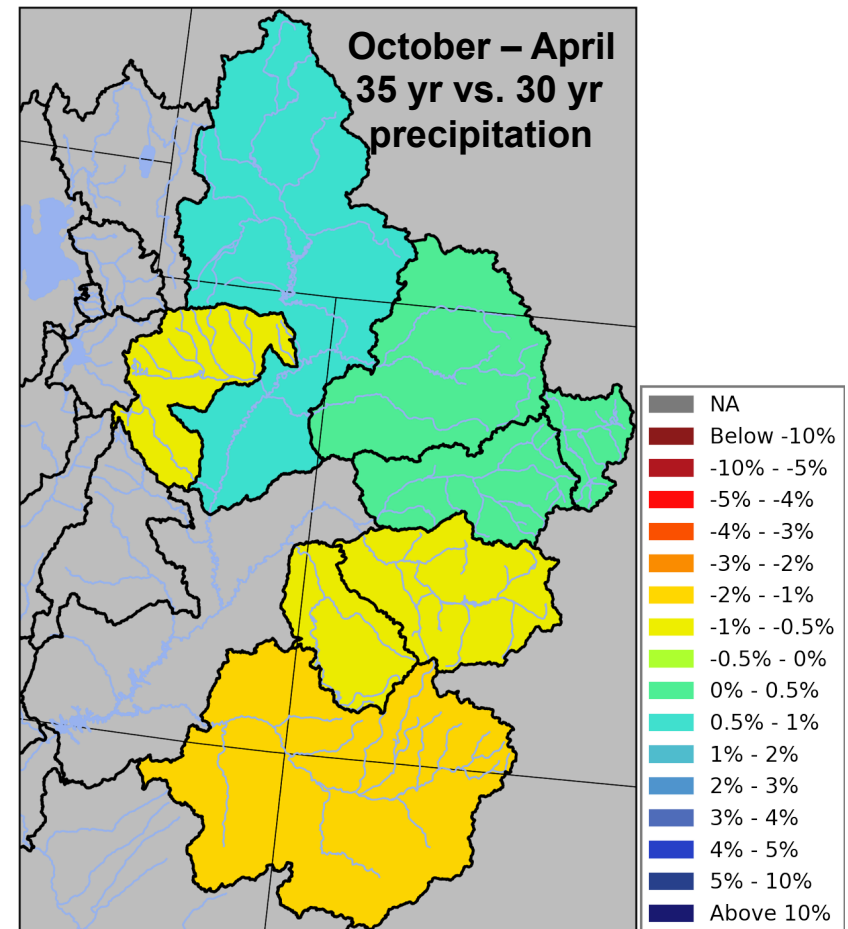 October – April
35 yr vs. 30 yr
precipitation
NA
Below -10%
-10% - -5%
-5% - -4%
-4% - -3%
-3% - -2%
-2% - -1%
-1% - -0.5%
-0.5% - 0%
0% - 0.5%
0.5% - 1%
1% - 2%
2% - 3%
3% - 4%
4% - 5%
5% - 10%
Above 10%